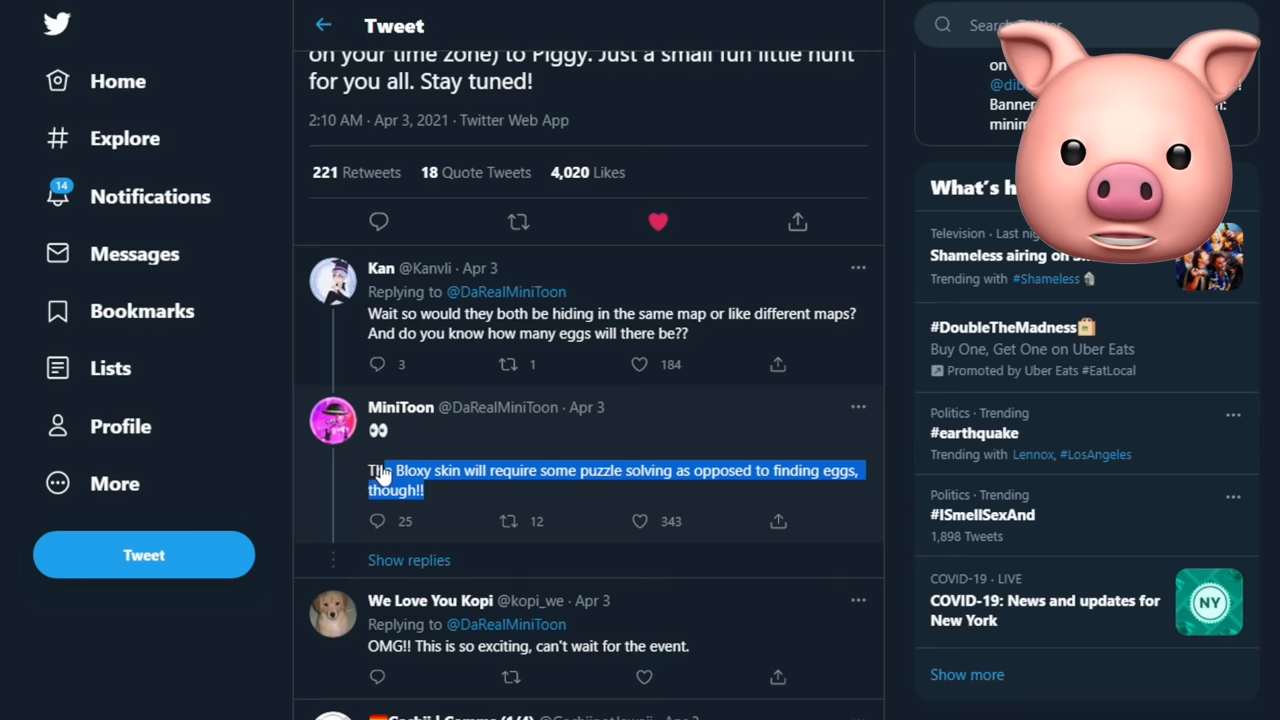 Tweet
Search Twitter
on your time zone) to Piggy. Just a small fun little hunt
for you all. Stay tuned!
2:10 AM · Apr 3, 2021 · Twitter Web App
221 Retweets 18 Quote Tweets 4,020 Likes
Home
Explore
14
Notifications
Messages
Bookmarks
Lists
Profile
More
Tweet
Kan @Kanvli · Apr 3
Replying to @DaRealMiniToon
Wait so would they both be hiding in the same map or like different maps?
And do you know how many eggs will there be??
3 1 184
MiniToon @DaRealMiniToon · Apr 3
👀
The Bloxy skin will require some puzzle solving as opposed to finding eggs,
though!!
25 12 343
Show replies
We Love You Kopi @kopi_we · Apr 3
Replying to @DaRealMiniToon
OMG!! This is so exciting, can't wait for the event.
on
Banner
What's
Television · Last
Shameless airing on
Trending with #Shameless
#DoubleTheMadness
Buy One, Get One on Uber Eats
Promoted by Uber Eats #EatLocal
Politics · Trending
#earthquake
Trending with Lennox, #LosAngeles
Politics · Trending
#ISmellSexAnd
1,898 Tweets
COVID-19 · LIVE
COVID-19: News and updates for
New York
NY
Show more